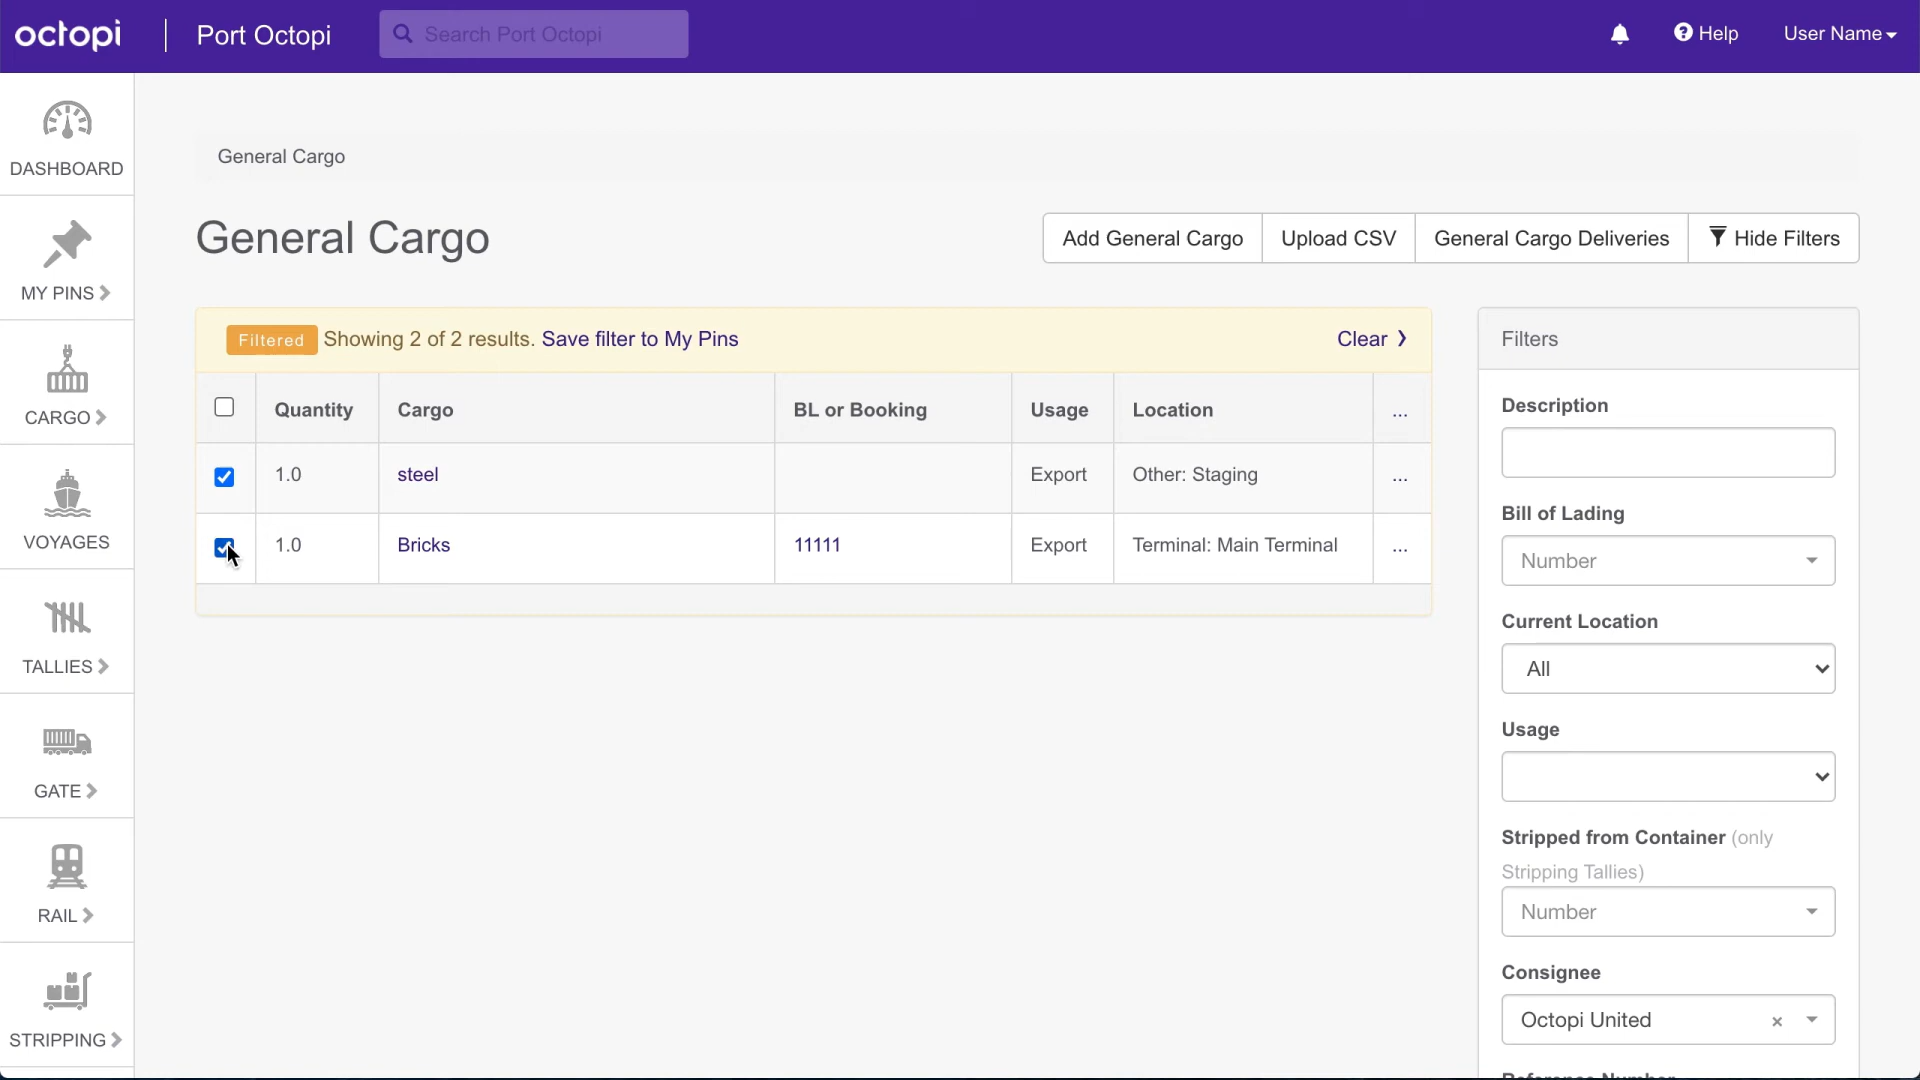 octopi
Port Octopi
Search Port Octopi
Help
User Name
DASHBOARD
MY PINS
CARGO
VOYAGES
TALLIES
GATE
RAIL
STRIPPING
General Cargo
General Cargo
Add General Cargo
Upload CSV
General Cargo Deliveries
Hide Filters
Filtered Showing 2 of 2 results. Save filter to My Pins
Clear
Quantity Cargo BL or Booking Usage Location ...
1.0 steel Export Other: Staging ...
1.0 Bricks 11111 Export Terminal: Main Terminal ...
Filters
Description
Bill of Lading
Number
Current Location
All
Usage
Stripped from Container (only
Stripping Tallies)
Number
Consignee
Octopi United ×